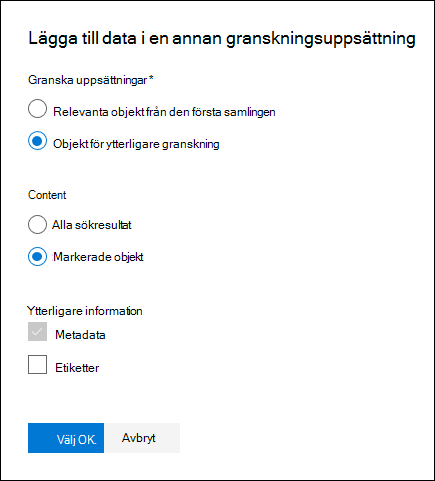 Lägga till data i en annan granskningsuppsättning
Granska uppsättningar *
Relevanta objekt från den första samlingen
Objekt för ytterligare granskning
Content
Alla sökresultat
Markerade objekt
Ytterligare information
Metadata
Etiketter
Välj OK.
Avbryt